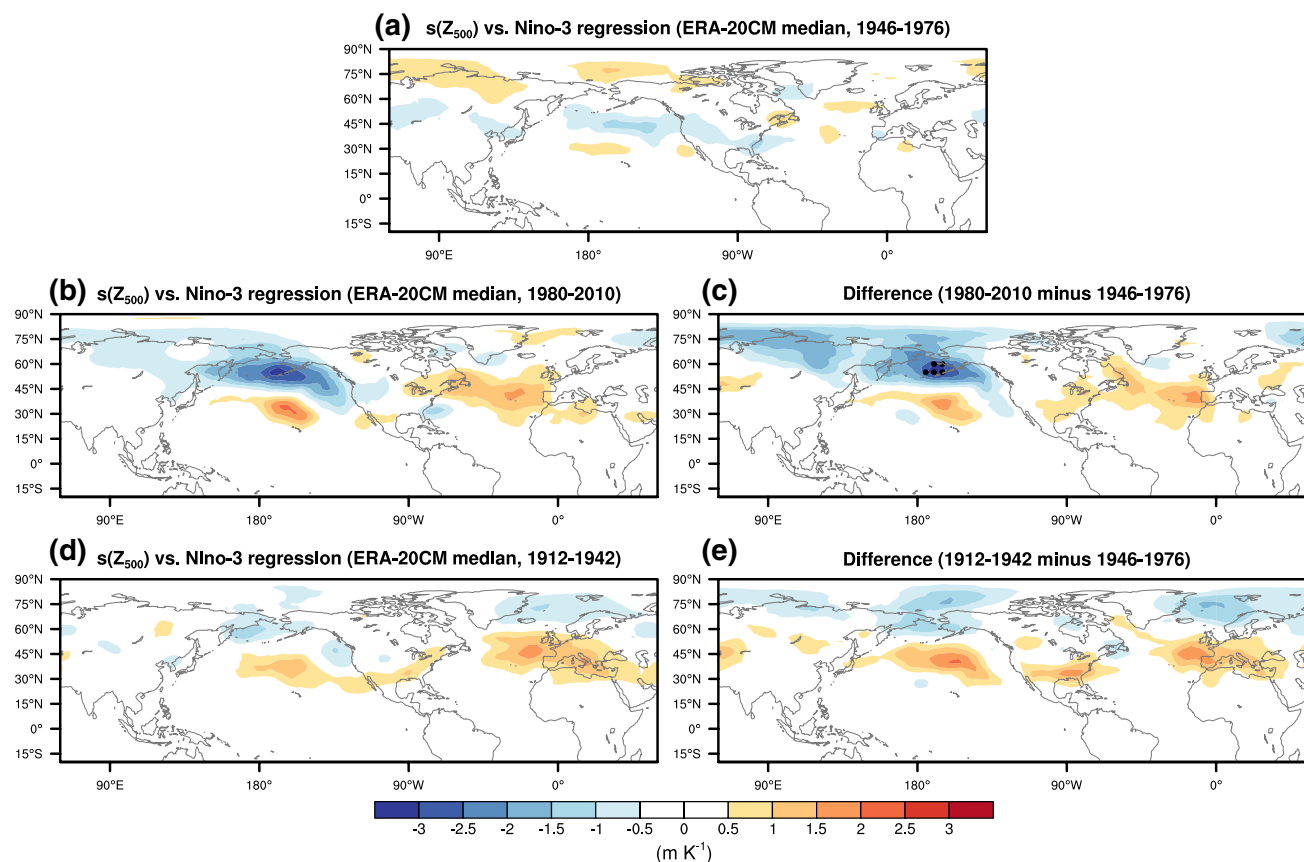 (a) s(Z500) vs. Nino-3 regression (ERA-20CM median, 1946-1976)
90°N
75°N
60°N
45°N
30°N
15°N
0°
15°S
90°E 180° 90°W 0°
(b) s(Z500) vs. Nino-3 regression (ERA-20CM median, 1980-2010)
90°N
75°N
60°N
45°N
30°N
15°N
0°
15°S
90°E 180° 90°W 0°
(c) Difference (1980-2010 minus 1946-1976)
90°N
75°N
60°N
45°N
30°N
15°N
0°
15°S
90°E 180° 90°W 0°
(d) s(Z500) vs. NIno-3 regression (ERA-20CM medIan, 1912-1942)
90°N
75°N
60°N
45°N
30°N
15°N
0°
15°S
90°E 180° 90°W 0°
(e) Difference (1912-1942 minus 1946-1976)
90°N
75°N
60°N
45°N
30°N
15°N
0°
15°S
90°E 180° 90°W 0°
-3 -2.5 -2 -1.5 -1 -0.5 0 0.5 1 1.5 2 2.5 3
(m K⁻¹)